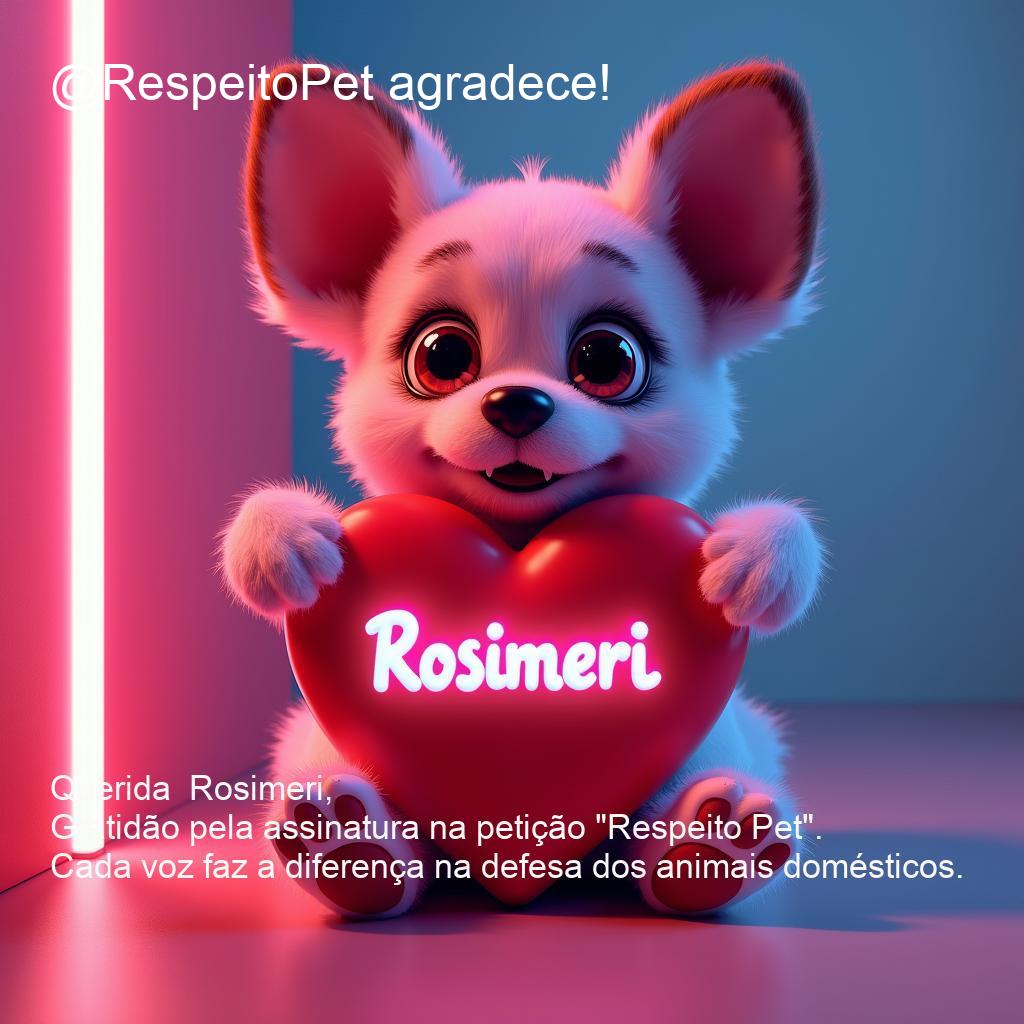 @RespeitoPet agradece!
Rosimeri
Querida  Rosimeri,
Gratidão pela assinatura na petição "Respeito Pet".
Cada voz faz a diferença na defesa dos animais domésticos.